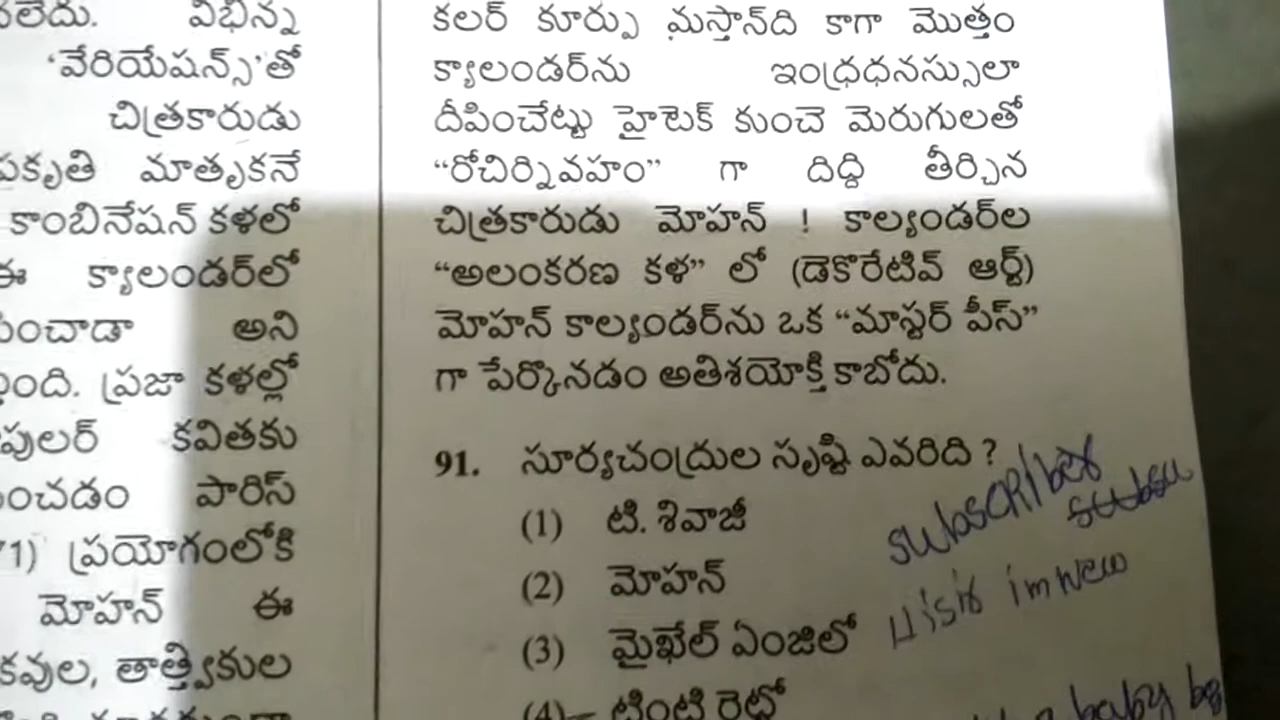 విభిన్న
‘వేరియేషన్స్’తో
చిత్రకారుడు
మాతృకనే
కాంబినేషన్ కళలో
ఈ క్యాలండర్‌లో
అని
ప్రజా కళల్లో
కవితకు
పారిస్
ప్రయోగంలోకి
మోహన్ ఈ
తాత్త్వికుల
కలర్ కూర్పు మస్తాన్‌ది కాగా మొత్తం
క్యాలండర్‌ను ఇంద్రధనస్సులా
దీపించేట్టు హైటెక్ కుంచె మెరుగులతో
“రోచిర్నివహం” గా దిద్ది తీర్చిన
చిత్రకారుడు మోహన్ ! కాల్యండర్‌ల
“అలంకరణ కళ” లో (డెకొరేటివ్ ఆర్ట్)
మోహన్ కాల్యండర్‌ను ఒక “మాస్టర్ పీస్”
గా పేర్కొనడం అతిశయోక్తి కాబోదు.
91. సూర్యచంద్రుల సృష్టి ఎవరిది ?
(1) టి. శివాజీ
(2) మోహన్
(3) మైఖేల్ ఏంజిలో
(4) టింటి రెట్టో
baby